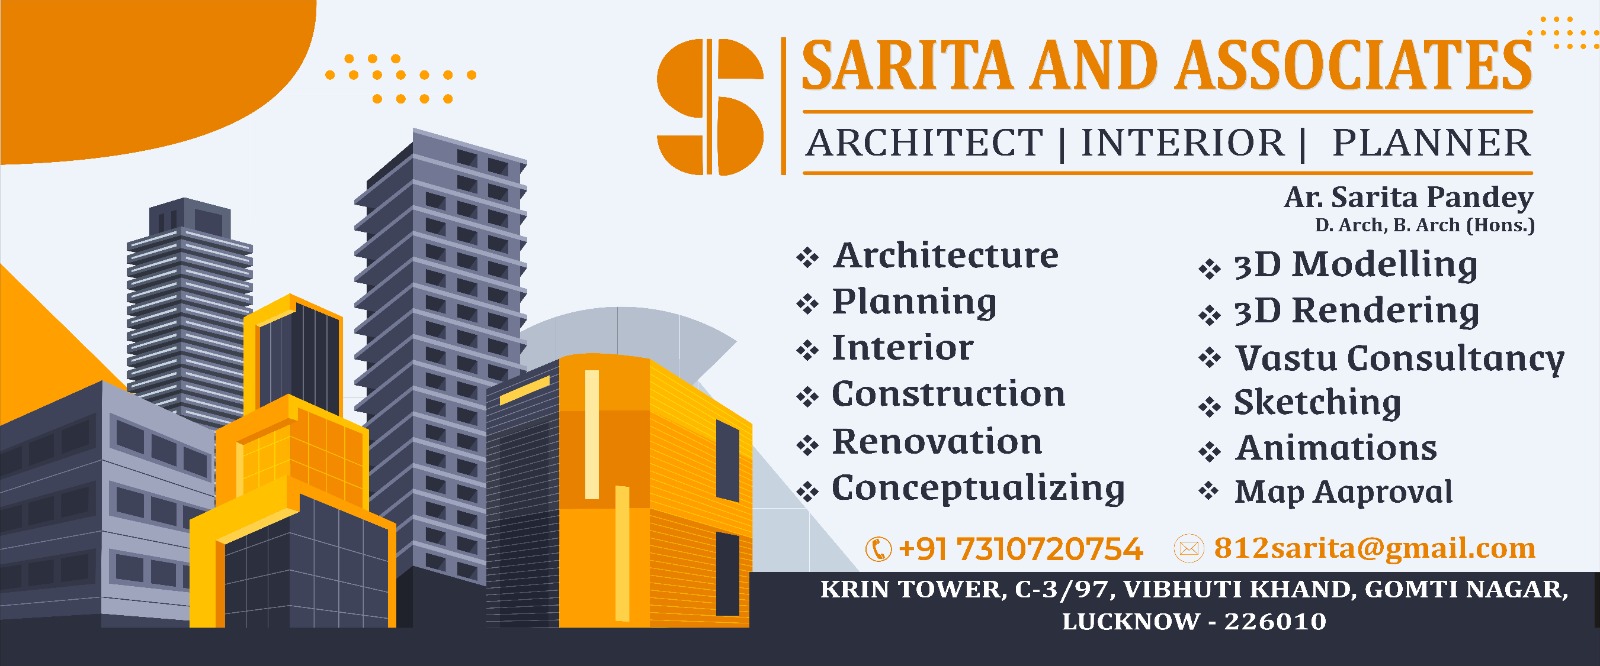 SARITA AND ASSOCIATES
ARCHITECT | INTERIOR | PLANNER
Ar. Sarita Pandey
D. Arch, B. Arch (Hons.)
Architecture
Planning
Interior
Construction
Renovation
Conceptualizing
3D Modelling
3D Rendering
Vastu Consultancy
Sketching
Animations
Map Aaproval
+91 7310720754 812sarita@gmail.com
KRIN TOWER, C-3/97, VIBHUTI KHAND, GOMTI NAGAR,
LUCKNOW - 226010